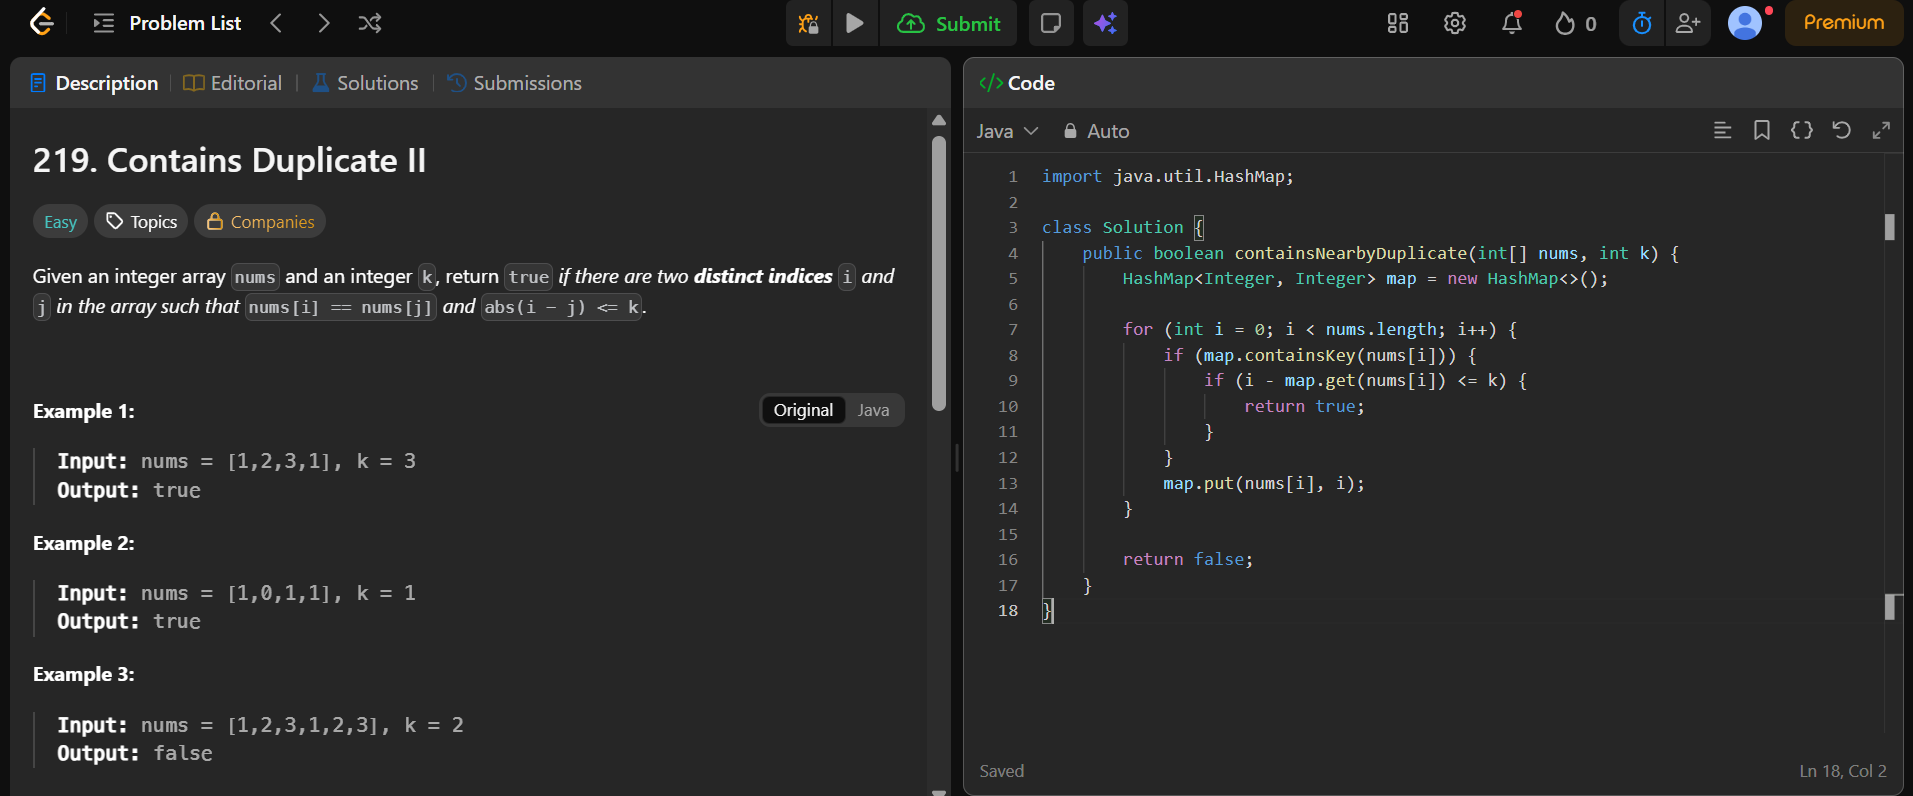 Problem List
Submit
0
Premium
Description
Editorial
Solutions
Submissions
219. Contains Duplicate II
Easy
Topics
Companies
Given an integer array nums and an integer k, return true if there are two distinct indices i and
j in the array such that nums[i] == nums[j] and abs(i - j) <= k.
Example 1:
Original
Java
Input: nums = [1,2,3,1], k = 3
Output: true
Example 2:
Input: nums = [1,0,1,1], k = 1
Output: true
Example 3:
Input: nums = [1,2,3,1,2,3], k = 2
Output: false
</> Code
Java
Auto
1 import java.util.HashMap;
2
3 class Solution {
4     public boolean containsNearbyDuplicate(int[] nums, int k) {
5         HashMap<Integer, Integer> map = new HashMap<>();
6
7         for (int i = 0; i < nums.length; i++) {
8             if (map.containsKey(nums[i])) {
9                 if (i - map.get(nums[i]) <= k) {
10                     return true;
11                 }
12             }
13             map.put(nums[i], i);
14         }
15
16         return false;
17     }
18 }
Saved
Ln 18, Col 2